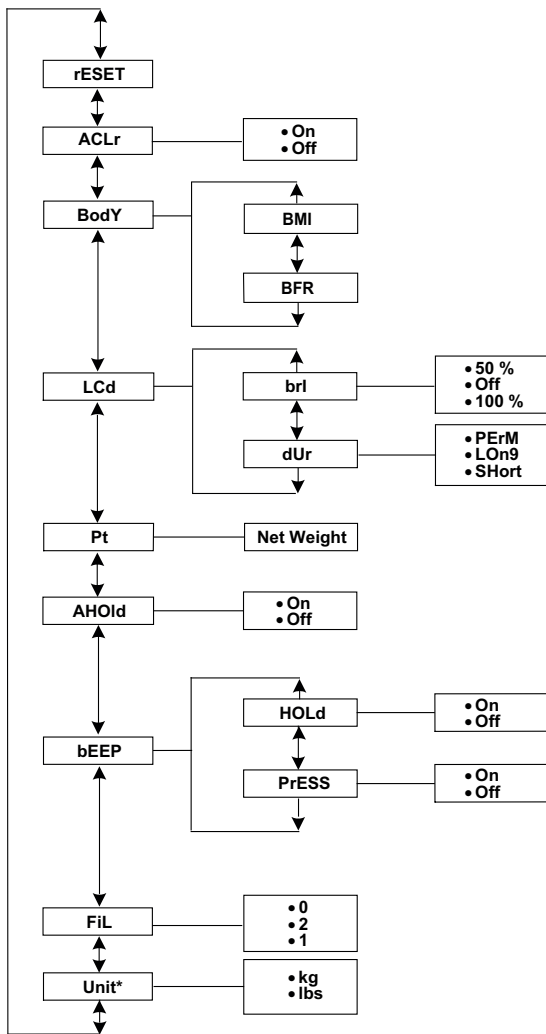 rESET
ACLr
• On
• Off
BodY
BMI
BFR
LCd
brI
• 50 %
• Off
• 100 %
dUr
• PErM
• LOn9
• SHort
Pt
Net Weight
AHOld
• On
• Off
bEEP
HOLd
• On
• Off
PrESS
• On
• Off
FiL
• 0
• 2
• 1
Unit*
• kg
• lbs